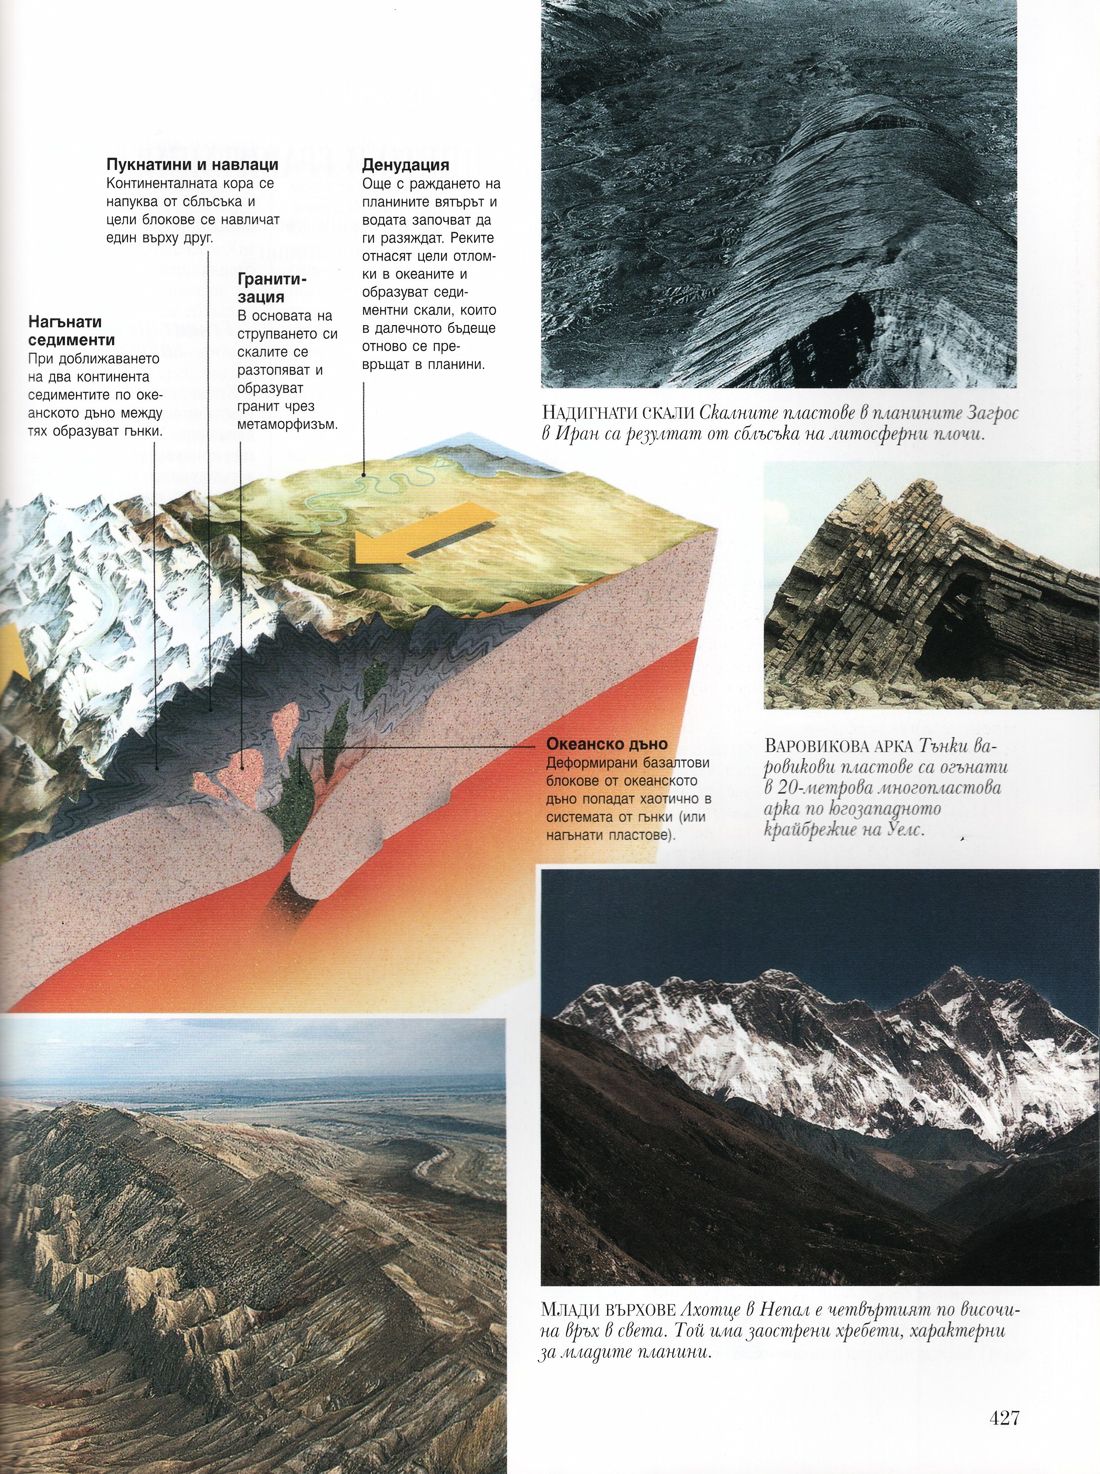 Пукнатини и навлаци
Континенталната кора се
напуква от сблъсъка и
цели блокове се навличат
един върху друг.
Денудация
Още с раждането на
планините вятърът и
водата започват да
ги разяждат. Реките
отнасят цели отлом-
ки в океаните и
образуват седи-
ментни скали, които
в далечното бъдеще
отново се пре-
връщат в планини.
Гранити-
зация
В основата на
струпването си
скалите се
разтопяват и
образуват
гранит чрез
метаморфизъм.
Нагънати
седименти
При доближаването
на два континента
седиментите по оке-
анското дъно между
тях образуват гънки.
НАДИГНАТИ СКАЛИ Скалните пластове в планините Загрос
в Иран са резултат от сблъсъка на литосферни плочи.
Океанско дъно
Деформирани базалтови
блокове от океанското
дъно попадат хаотично в
системата от гънки (или
нагънати пластове).
ВАРОВИКОВА АРКА Тънки ва-
ровикови пластове са огънати
в 20-метрова многопластова
арка по югозападното
крайбрежие на Уелс.
МЛАДИ ВЪРХОВЕ Лхотце в Непал е четвъртият по височи-
на връх в света. Той има заострени хребети, характерни
за младите планини.
427